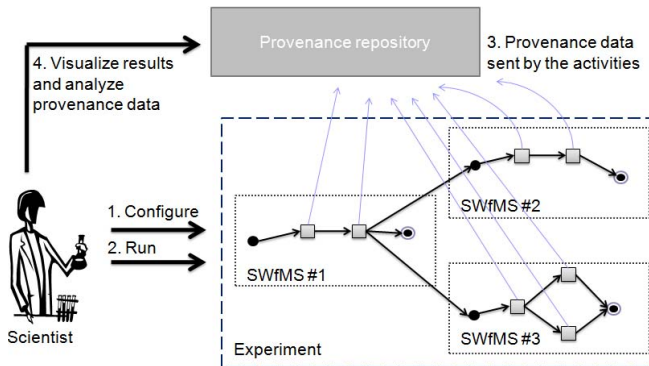 Provenance repository
3. Provenance data
sent by the activities
4. Visualize results
and analyze
provenance data
1. Configure
2. Run
SWfMS #1
SWfMS #2
SWfMS #3
Scientist
Experiment